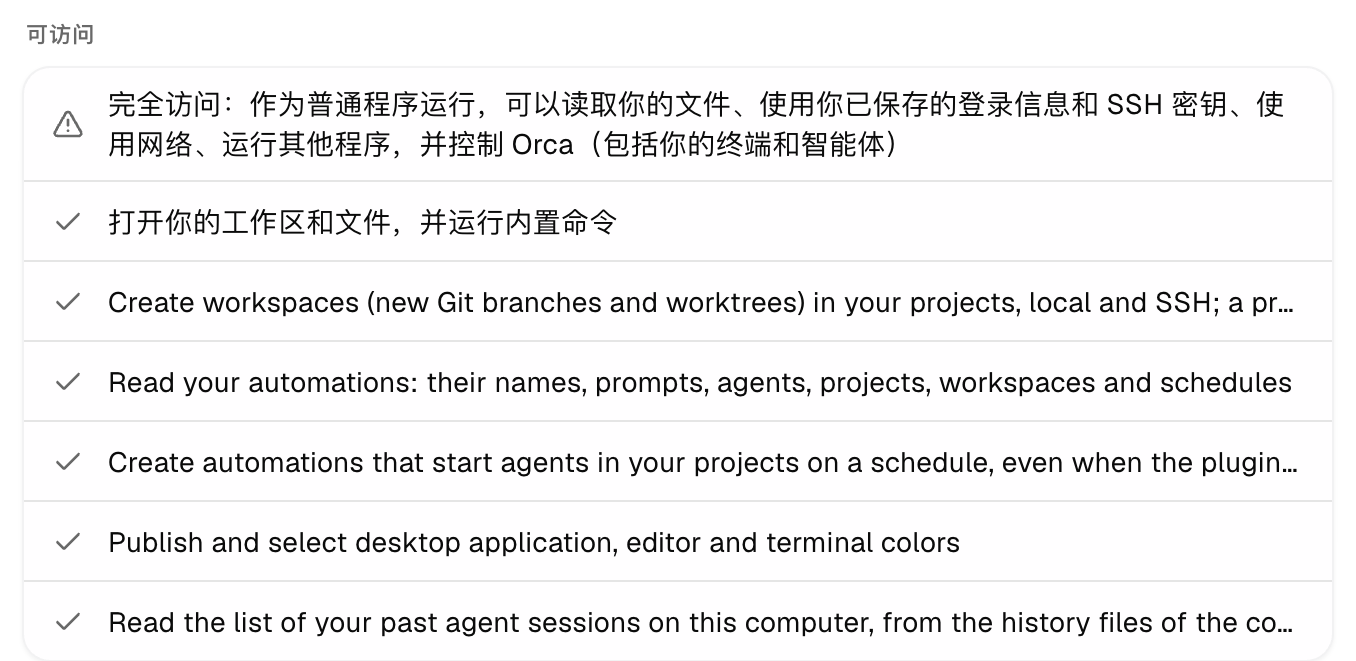 可访问
完全访问：作为普通程序运行，可以读取你的文件、使用你已保存的登录信息和 SSH 密钥、使
用网络、运行其他程序，并控制 Orca（包括你的终端和智能体）
打开你的工作区和文件，并运行内置命令
Create workspaces (new Git branches and worktrees) in your projects, local and SSH; a pr...
Read your automations: their names, prompts, agents, projects, workspaces and schedules
Create automations that start agents in your projects on a schedule, even when the plugin...
Publish and select desktop application, editor and terminal colors
Read the list of your past agent sessions on this computer, from the history files of the co...